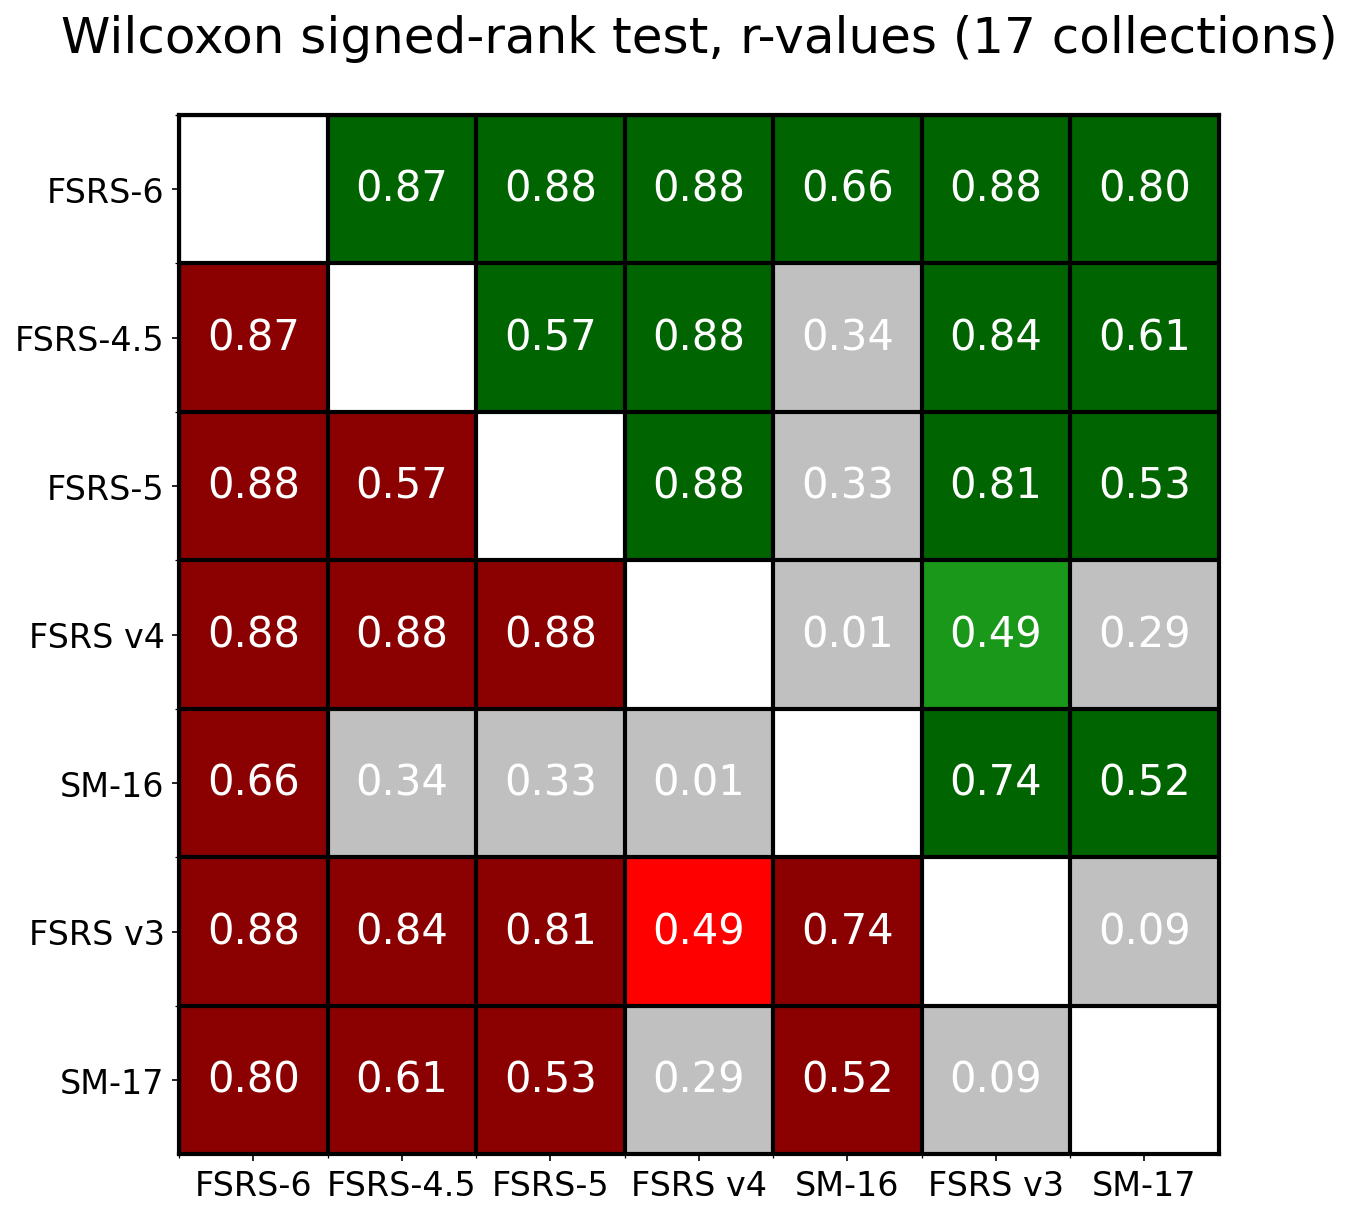 Wilcoxon signed-rank test, r-values (17 collections)
FSRS-6 0.87 0.88 0.88 0.66 0.88 0.80
FSRS-4.5 0.87 0.57 0.88 0.34 0.84 0.61
FSRS-5 0.88 0.57 0.88 0.33 0.81 0.53
FSRS v4 0.88 0.88 0.88 0.01 0.49 0.29
SM-16 0.66 0.34 0.33 0.01 0.74 0.52
FSRS v3 0.88 0.84 0.81 0.49 0.74 0.09
SM-17 0.80 0.61 0.53 0.29 0.52 0.09
FSRS-6 FSRS-4.5 FSRS-5 FSRS v4 SM-16 FSRS v3 SM-17